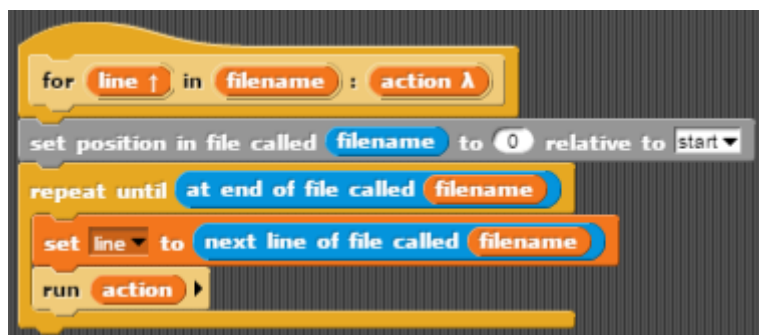 for line ↑ in filename : action λ
set position in file called filename to 0 relative to start
repeat until at end of file called filename
set line to next line of file called filename
run action